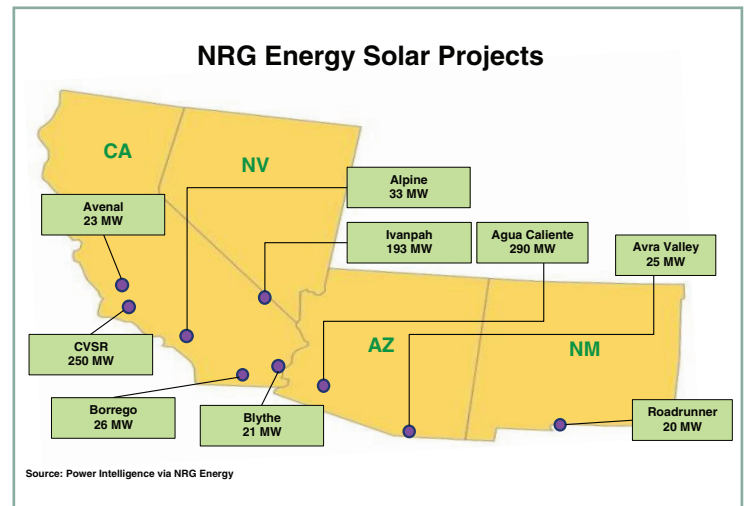 NRG Energy Solar Projects
CA
NV
AZ
NM
Alpine
33 MW
Avenal
23 MW
Ivanpah
193 MW
Agua Caliente
290 MW
Avra Valley
25 MW
CVSR
250 MW
Borrego
26 MW
Blythe
21 MW
Roadrunner
20 MW
Source: Power Intelligence via NRG Energy